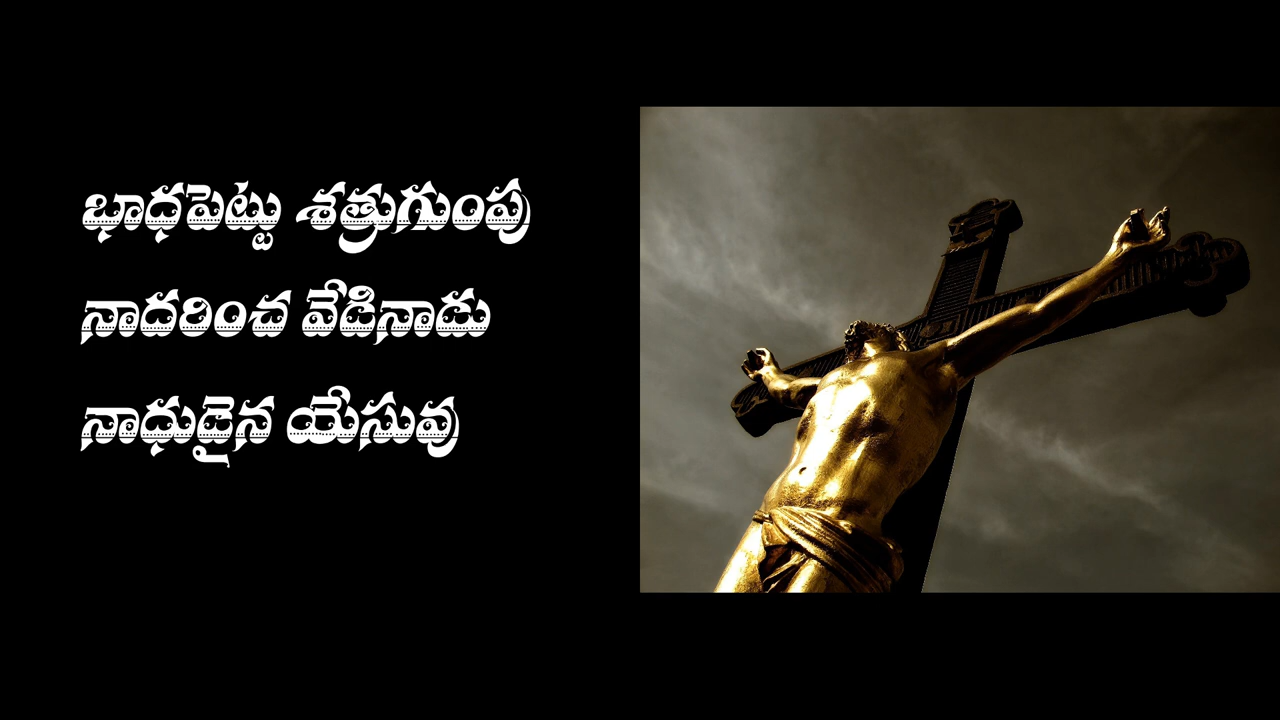 భాధపెట్టు శత్రుగుంపు
నాదరించ వేడినాడు
నాధుడైన యేసువు